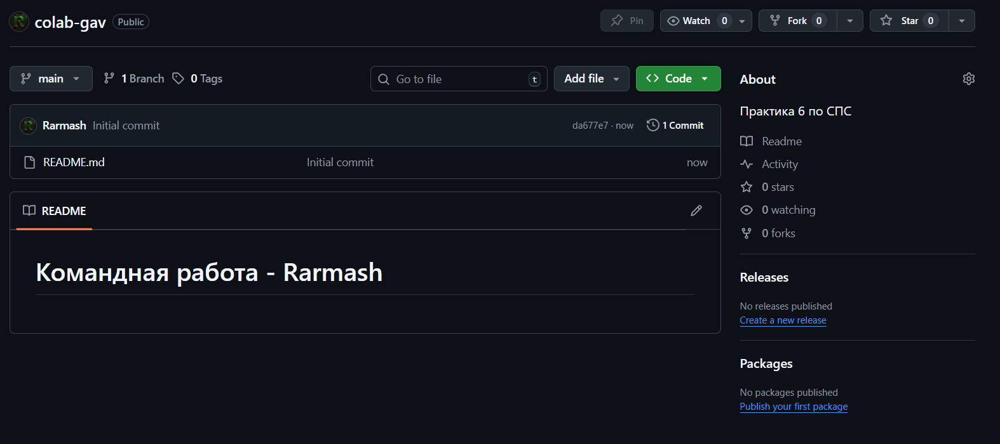 colab-gav Public
Pin Watch 0 Fork 0 Star 0
main 1 Branch 0 Tags Go to file t Add file Code
Rarmash Initial commit da677e7 · now 1 Commit
README.md Initial commit now
README
Командная работа - Rarmash
About
Практика 6 по СПС
Readme
Activity
0 stars
0 watching
0 forks
Releases
No releases published
Create a new release
Packages
No packages published
Publish your first package